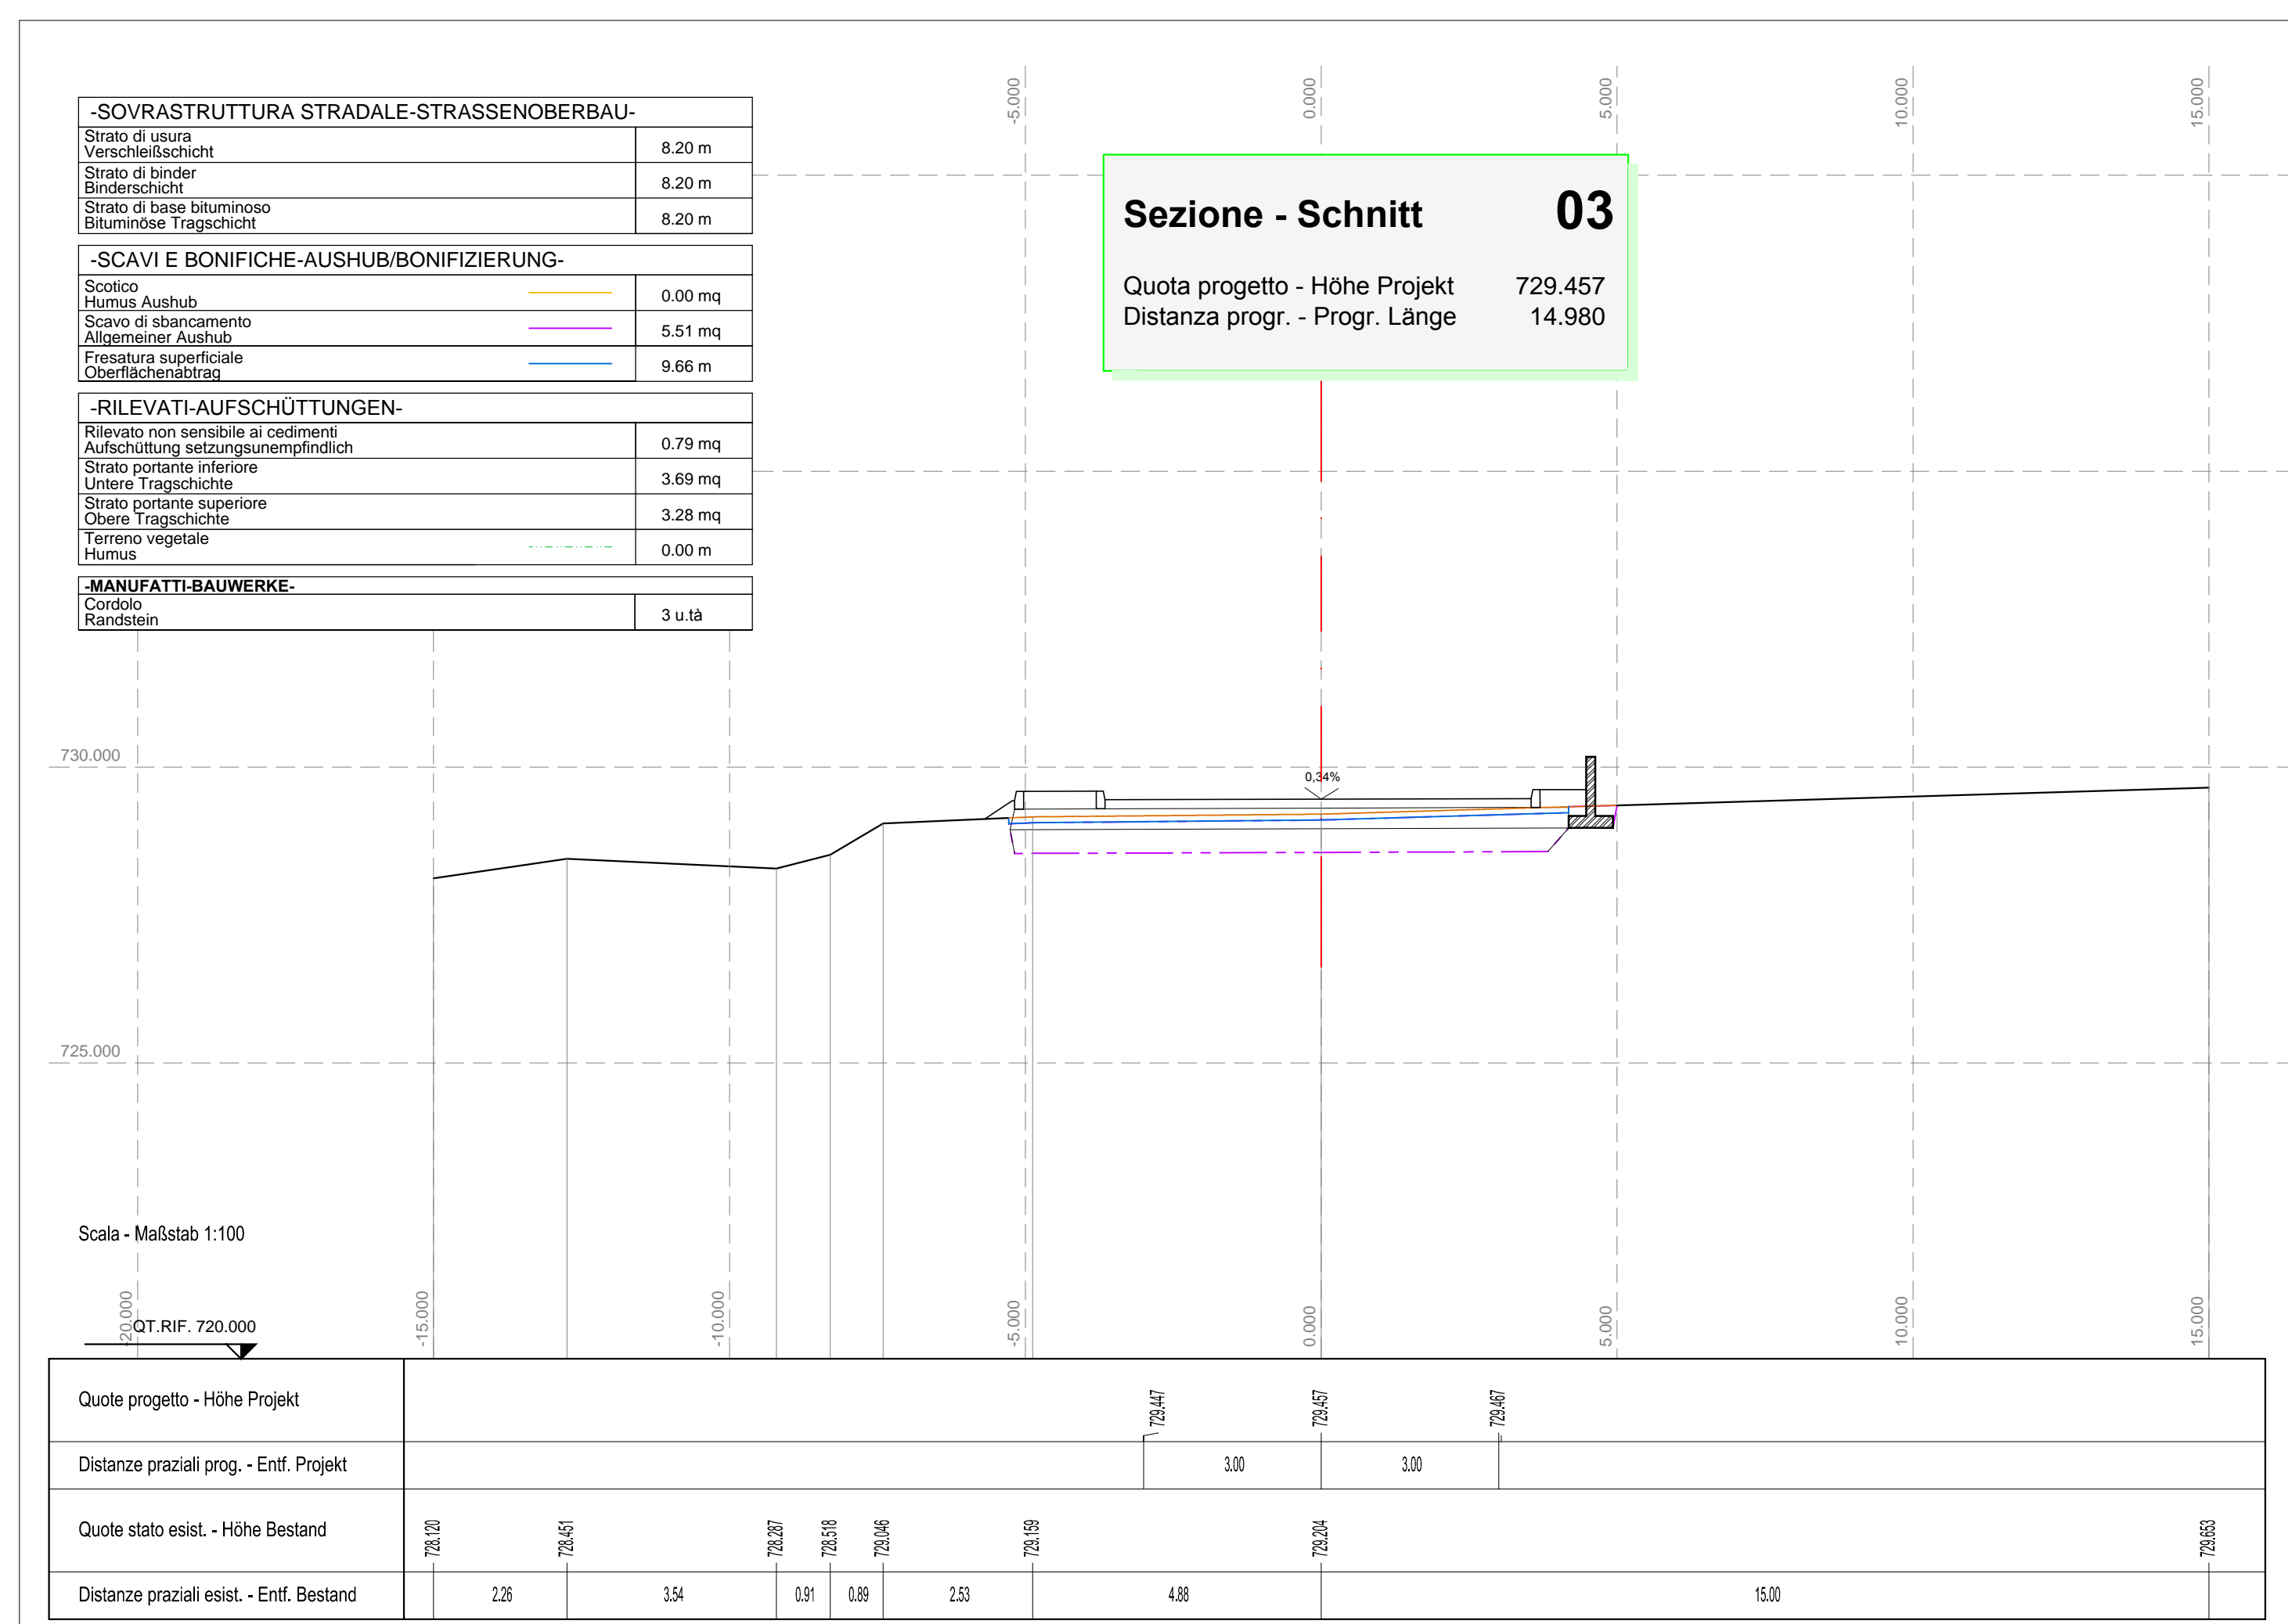 -5.000
0.000
5.000
10.000
15.000
-SOVRASTRUTTURA STRADALE-STRASSENOBERBAU-
Strato di usura
Verschleißschicht
8.20 m
Strato di binder
Binderschicht
8.20 m
Strato di base bituminoso
Bituminöse Tragschicht
8.20 m
-SCAVI E BONIFICHE-AUSHUB/BONIFIZIERUNG-
Scotico
Humus Aushub
0.00 mq
Scavo di sbancamento
Allgemeiner Aushub
5.51 mq
Fresatura superficiale
Oberflächenabtrag
9.66 m
-RILEVATI-AUFSCHÜTTUNGEN-
Rilevato non sensibile ai cedimenti
Aufschüttung setzungsunempfindlich
0.79 mq
Strato portante inferiore
Untere Tragschichte
3.69 mq
Strato portante superiore
Obere Tragschichte
3.28 mq
Terreno vegetale
Humus
0.00 m
-MANUFATTI-BAUWERKE-
Cordolo
Randstein
3 u.tà
Sezione - Schnitt 03
Quota progetto - Höhe Projekt 729.457
Distanza progr. - Progr. Länge 14.980
730.000
0,34%
725.000
Scala - Maßstab 1:100
-20.000
-15.000
-10.000
-5.000
0.000
5.000
10.000
15.000
QT.RIF. 720.000
Quote progetto - Höhe Projekt 729.447 729.457 729.467
Distanze praziali prog. - Entf. Projekt 3.00 3.00
Quote stato esist. - Höhe Bestand 728.120 728.451 728.287 728.518 729.046 729.159 729.204 729.653
Distanze praziali esist. - Entf. Bestand 2.26 3.54 0.91 0.89 2.53 4.88 15.00